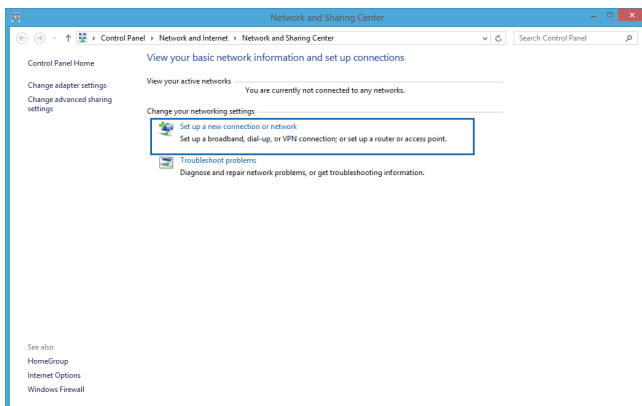 Network and Sharing Center
Control Panel ▸ Network and Internet ▸ Network and Sharing Center
Search Control Panel
Control Panel Home
Change adapter settings
Change advanced sharing
settings
View your basic network information and set up connections
View your active networks
You are currently not connected to any networks.
Change your networking settings
Set up a new connection or network
Set up a broadband, dial-up, or VPN connection; or set up a router or access point.
Troubleshoot problems
Diagnose and repair network problems, or get troubleshooting information.
See also
HomeGroup
Internet Options
Windows Firewall